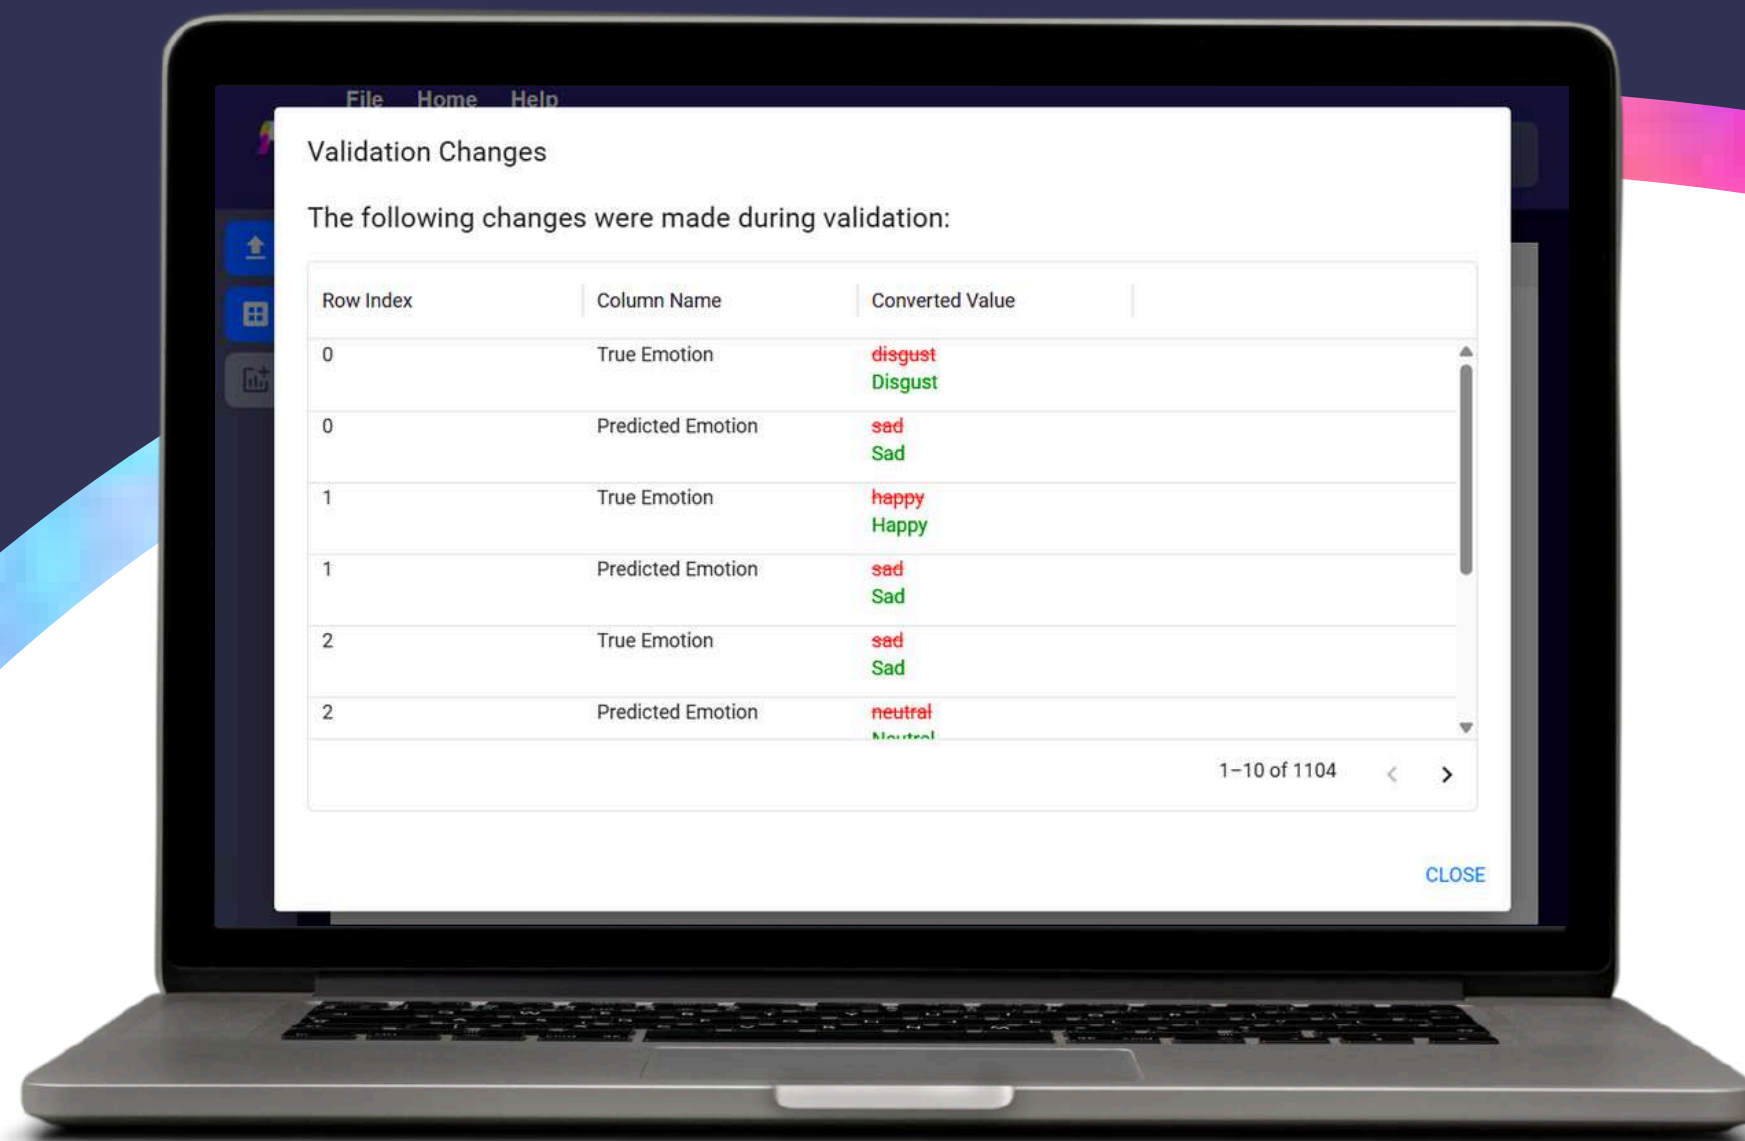 File Home Help
Validation Changes
The following changes were made during validation:
Row Index Column Name Converted Value
0 True Emotion disgust
Disgust
0 Predicted Emotion sad
Sad
1 True Emotion happy
Happy
1 Predicted Emotion sad
Sad
2 True Emotion sad
Sad
2 Predicted Emotion neutral
Neutral
1–10 of 1104
CLOSE